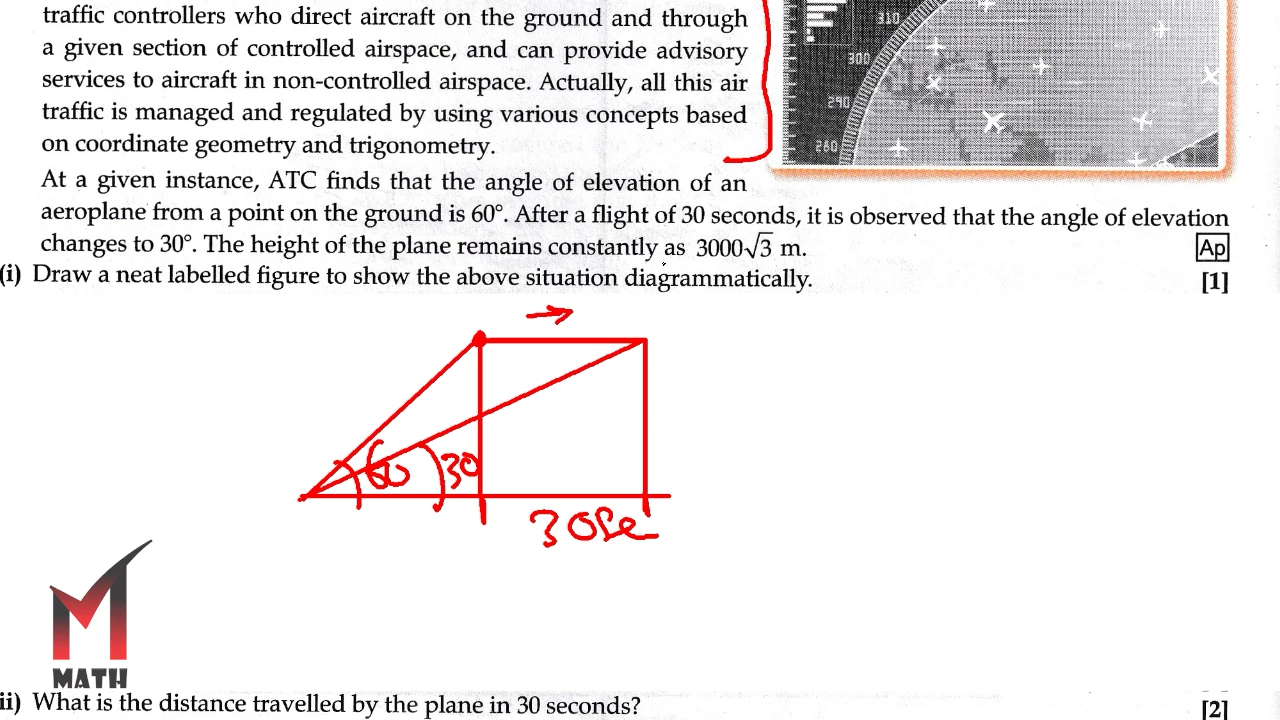 traffic controllers who direct aircraft on the ground and through
a given section of controlled airspace, and can provide advisory
services to aircraft in non-controlled airspace. Actually, all this air
traffic is managed and regulated by using various concepts based
on coordinate geometry and trigonometry.
310
300
290
280
At a given instance, ATC finds that the angle of elevation of an
aeroplane from a point on the ground is 60°. After a flight of 30 seconds, it is observed that the angle of elevation
changes to 30°. The height of the plane remains constantly as 3000√3 m.
Ap
(i) Draw a neat labelled figure to show the above situation diagrammatically. [1]
60
30
30Se
MATH
ii) What is the distance travelled by the plane in 30 seconds? [2]